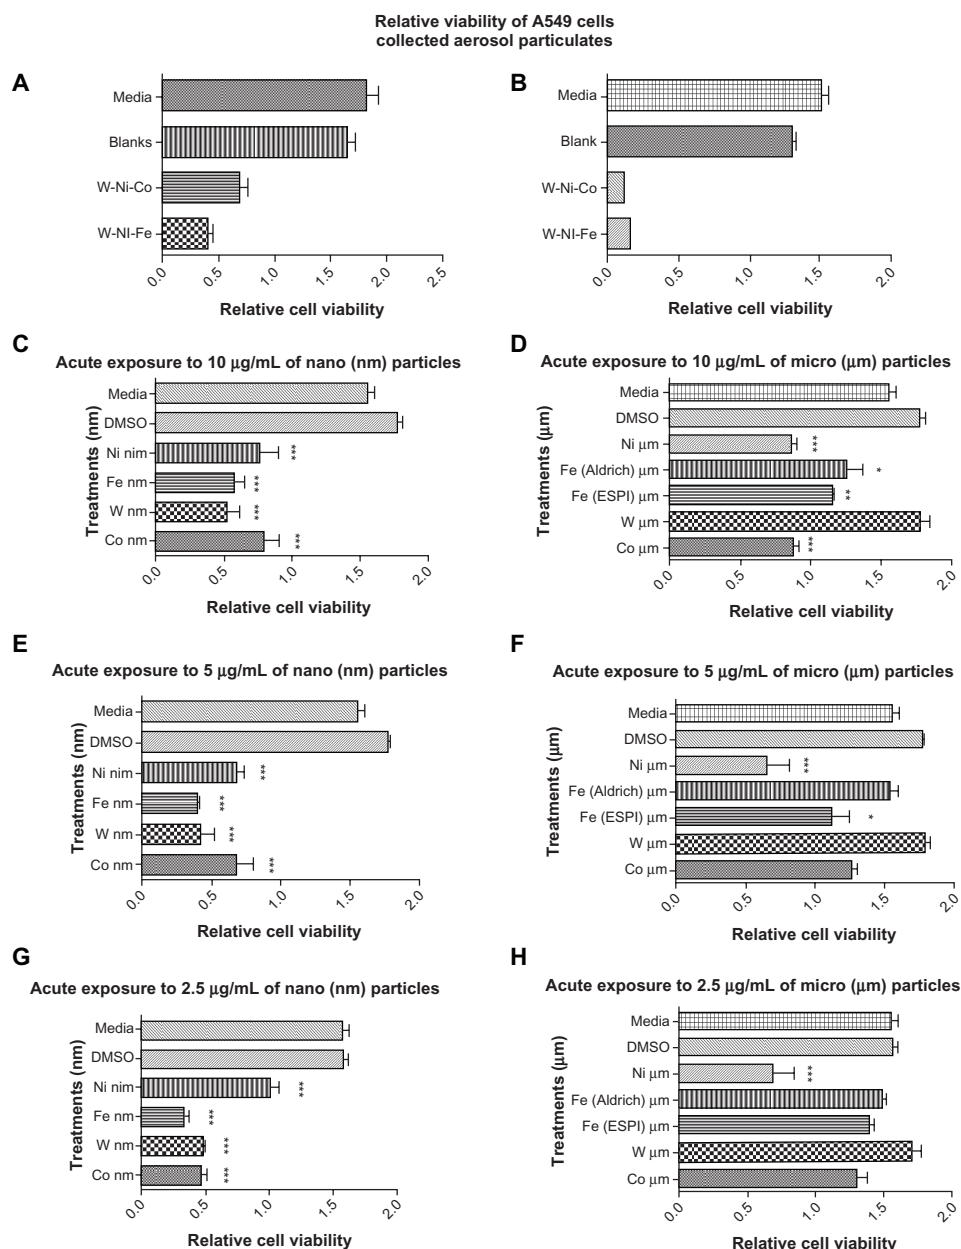 Relative viability of A549 cells
collected aerosol particulates
A
Media
Blanks
W-Ni-Co
W-NI-Fe
0.0 0.5 1.0 1.5 2.0
Relative cell viability
B
Media
Blank
W-Ni-Co
W-NI-Fe
0.0 0.5 1.0 1.5 2.0
Relative cell viability
C
Acute exposure to 10 μg/mL of nano (nm) particles
Treatments (nm)
Media
DMSO
Ni nim ***
Fe nm ***
W nm ***
Co nm ***
0.0 0.5 1.0 1.5 2.0
Relative cell viability
D
Acute exposure to 10 μg/mL of micro (μm) particles
Treatments (μm)
Media
DMSO
Ni μm ***
Fe (Aldrich) μm *
Fe (ESPI) μm **
W μm
Co μm ***
0.0 0.5 1.0 1.5 2.0
Relative cell viability
E
Acute exposure to 5 μg/mL of nano (nm) particles
Treatments (nm)
Media
DMSO
Ni nim ***
Fe nm ***
W nm ***
Co nm ***
0.0 0.5 1.0 1.5 2.0
Relative cell viability
F
Acute exposure to 5 μg/mL of micro (μm) particles
Treatments (μm)
Media
DMSO
Ni μm ***
Fe (Aldrich) μm
Fe (ESPI) μm *
W μm
Co μm
0.0 0.5 1.0 1.5 2.0
Relative cell viability
G
Acute exposure to 2.5 μg/mL of nano (nm) particles
Treatments (nm)
Media
DMSO
Ni nim ***
Fe nm ***
W nm ***
Co nm ***
0.0 0.5 1.0 1.5 2.0
Relative cell viability
H
Acute exposure to 2.5 μg/mL of micro (μm) particles
Treatments (μm)
Media
DMSO
Ni μm ***
Fe (Aldrich) μm
Fe (ESPI) μm
W μm
Co μm
0.0 0.5 1.0 1.5 2.0
Relative cell viability